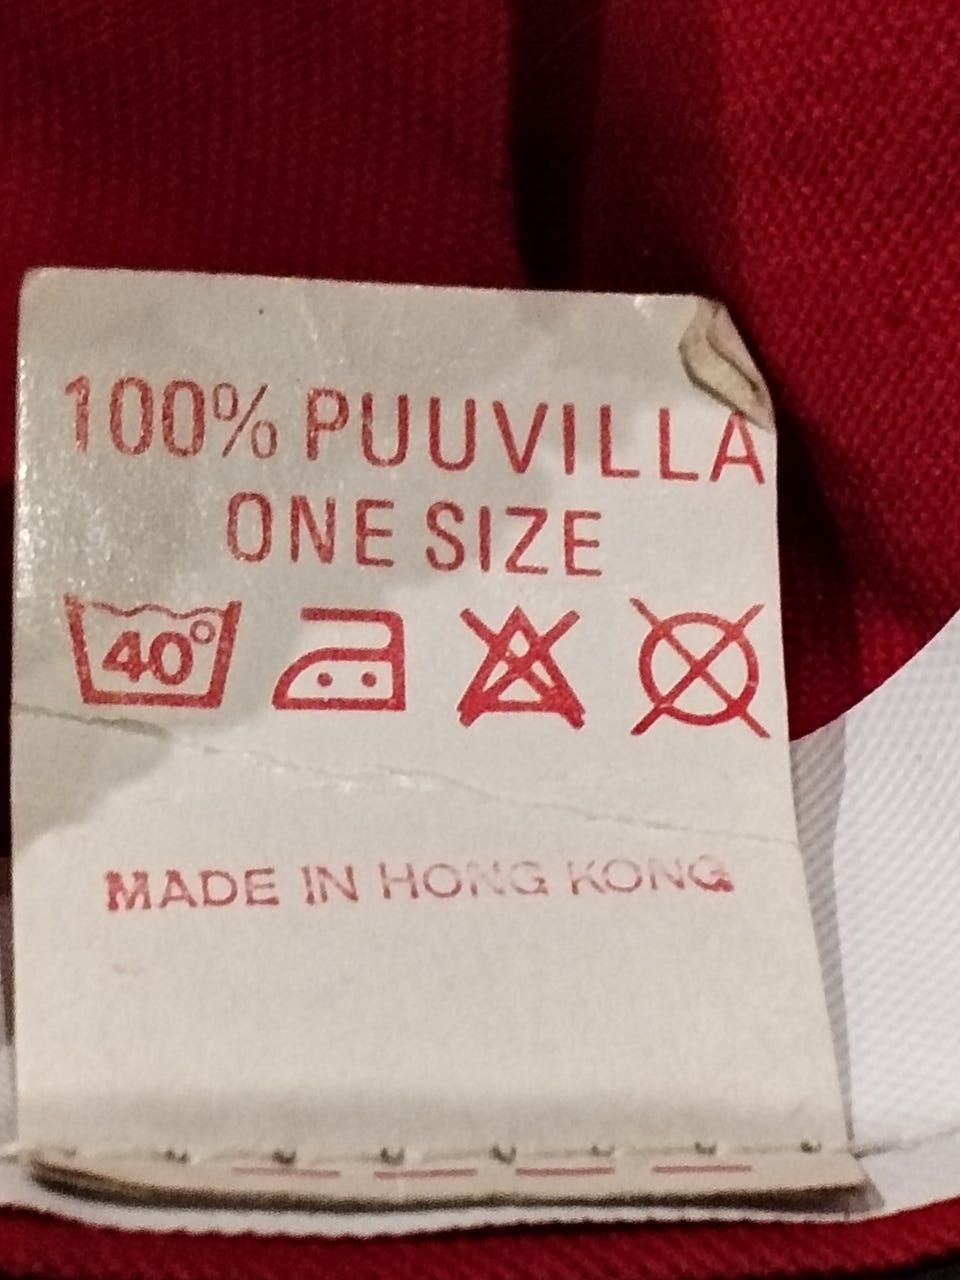 100% PUUVILLA
ONE SIZE
40°
MADE IN HONG KONG